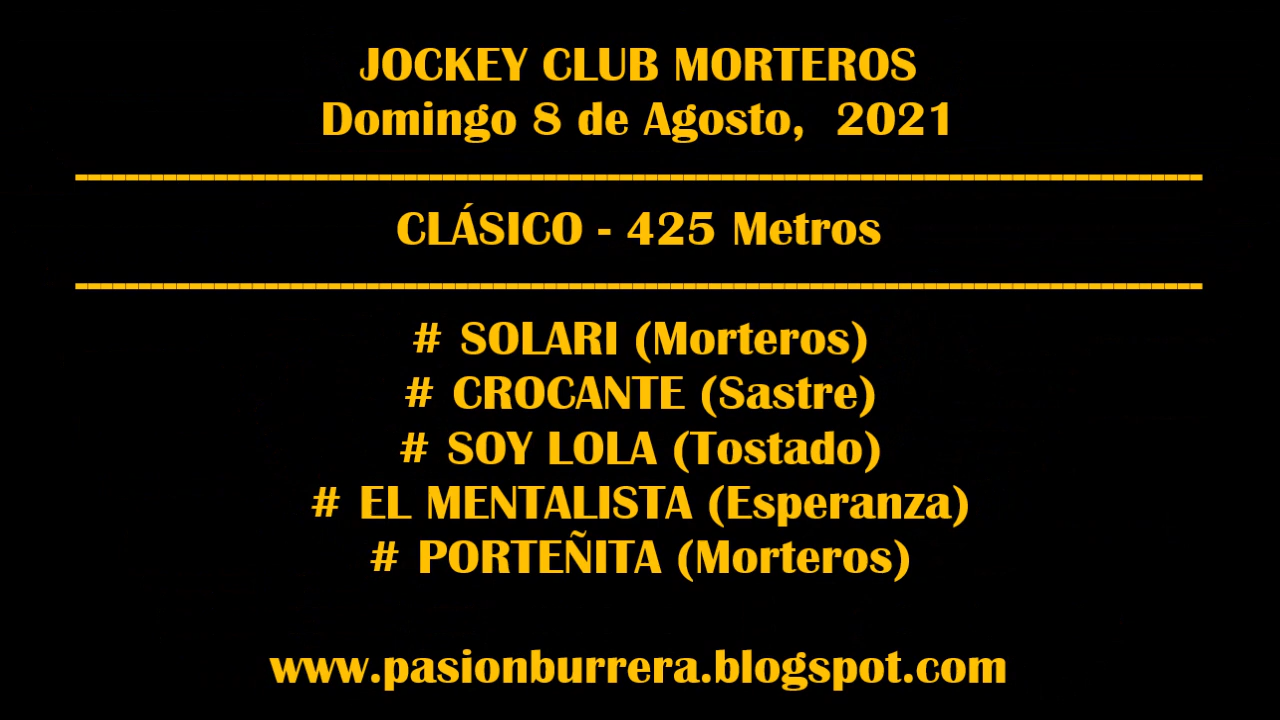 JOCKEY CLUB MORTEROS
Domingo 8 de Agosto,  2021
CLÁSICO - 425 Metros
# SOLARI (Morteros)
# CROCANTE (Sastre)
# SOY LOLA (Tostado)
# EL MENTALISTA (Esperanza)
# PORTEÑITA (Morteros)
www.pasionburrera.blogspot.com